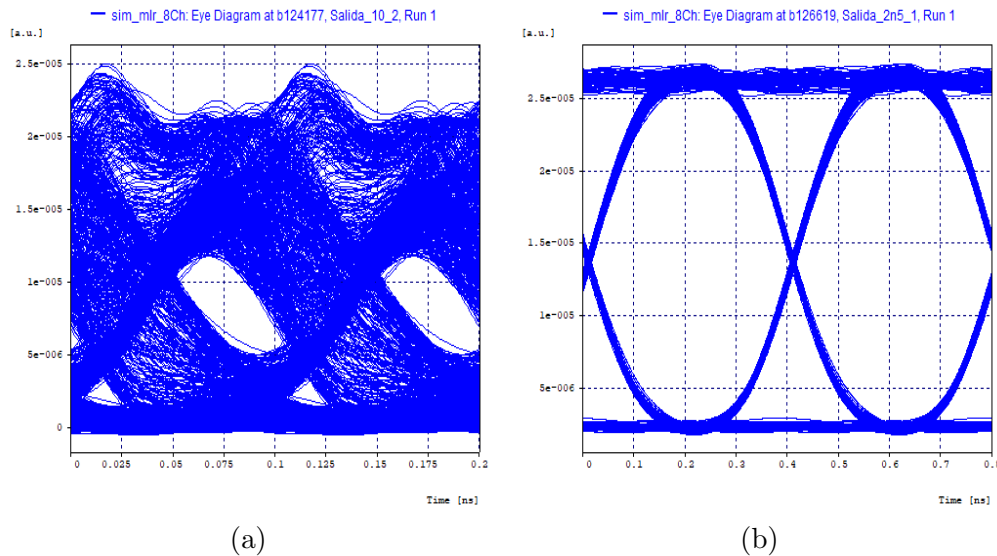 sim_mlr_8Ch: Eye Diagram at b124177, Salida_10_2, Run 1
[a.u.]
2.5e-005
2e-005
1.5e-005
1e-005
5e-006
0
0 0.025 0.05 0.075 0.1 0.125 0.15 0.175 0.2
Time [ns]
(a)
sim_mlr_8Ch: Eye Diagram at b126619, Salida_2n5_1, Run 1
[a.u.]
2.5e-005
2e-005
1.5e-005
1e-005
5e-006
0 0.1 0.2 0.3 0.4 0.5 0.6 0.7 0.8
Time [ns]
(b)